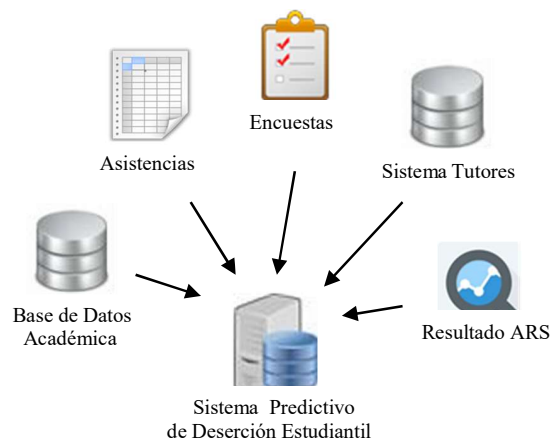 Encuestas
Asistencias
Sistema Tutores
Base de Datos
Académica
Resultado ARS
Sistema Predictivo
de Deserción Estudiantil